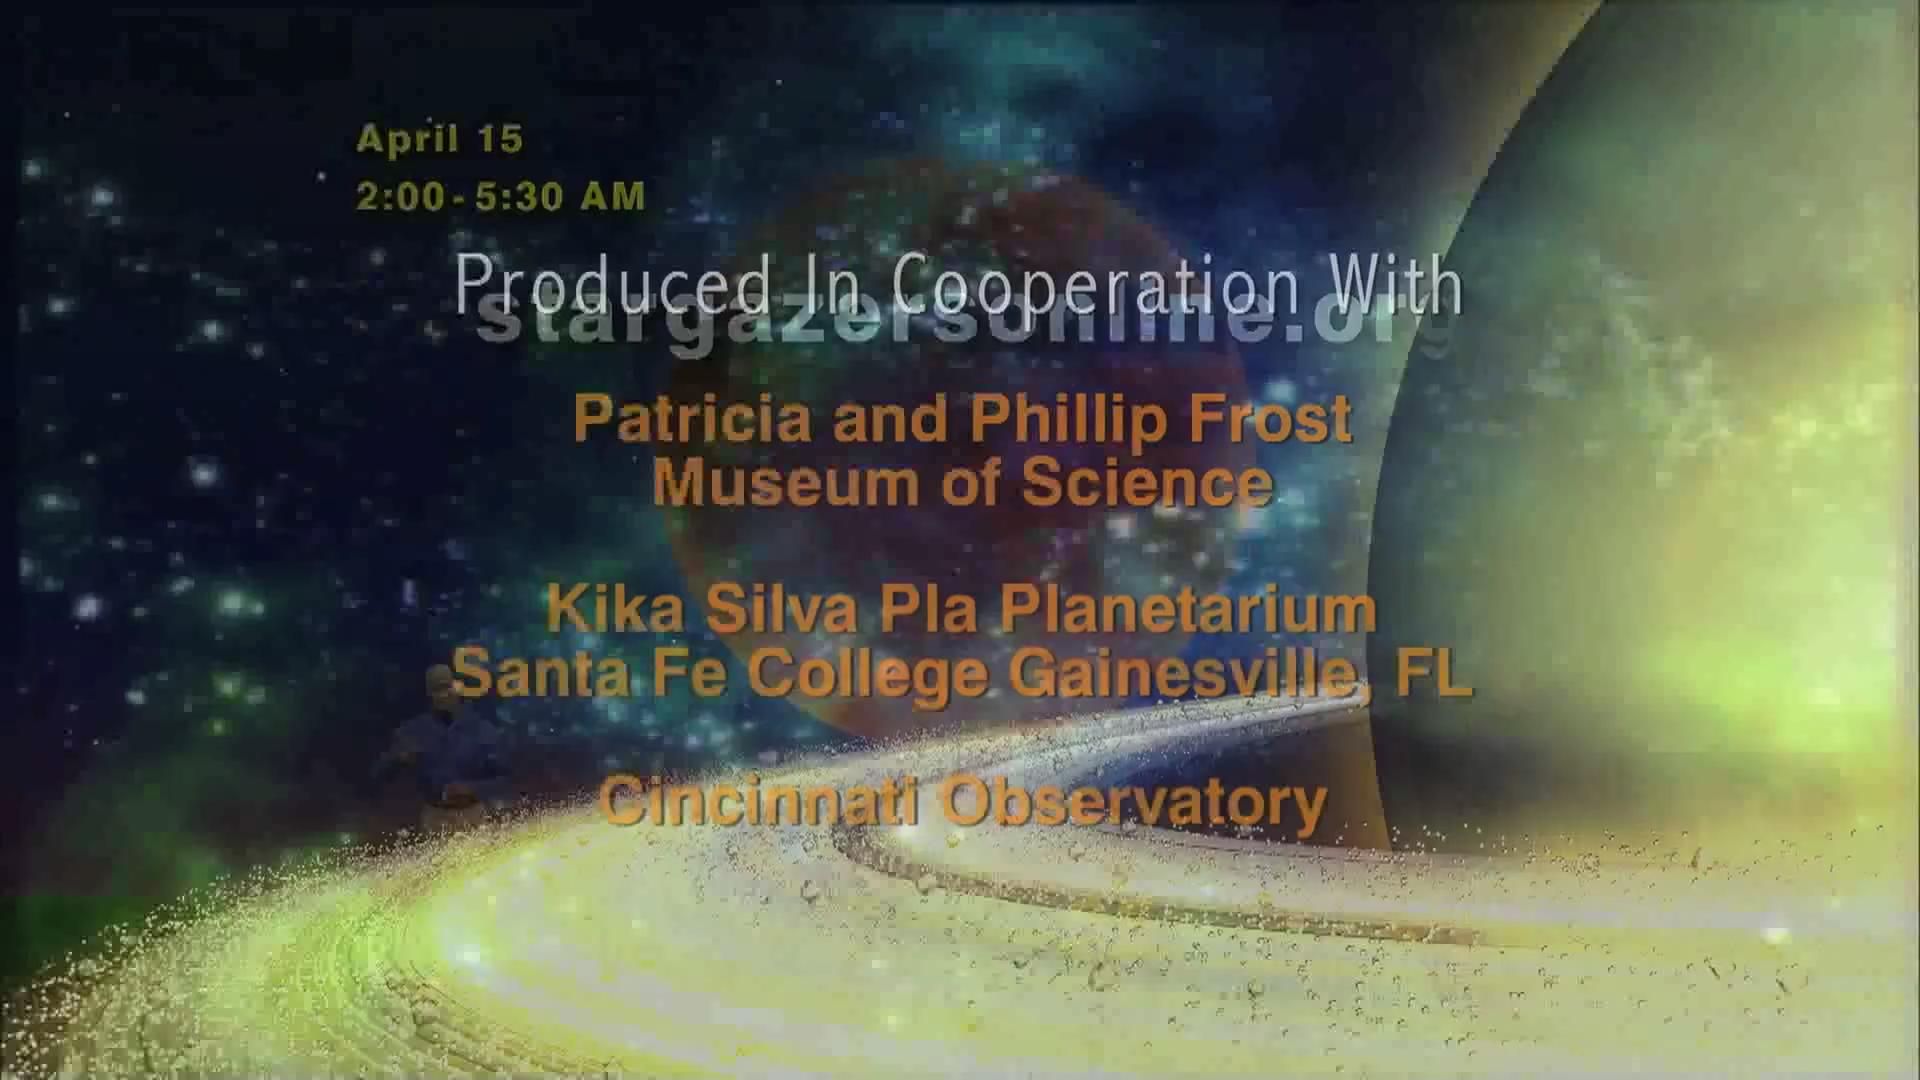 April 15
2:00 - 5:30 AM
Produced In Cooperation With
stargazersonline.org
Patricia and Phillip Frost
Museum of Science
Kika Silva Pla Planetarium
Santa Fe College Gainesville, FL
Cincinnati Observatory